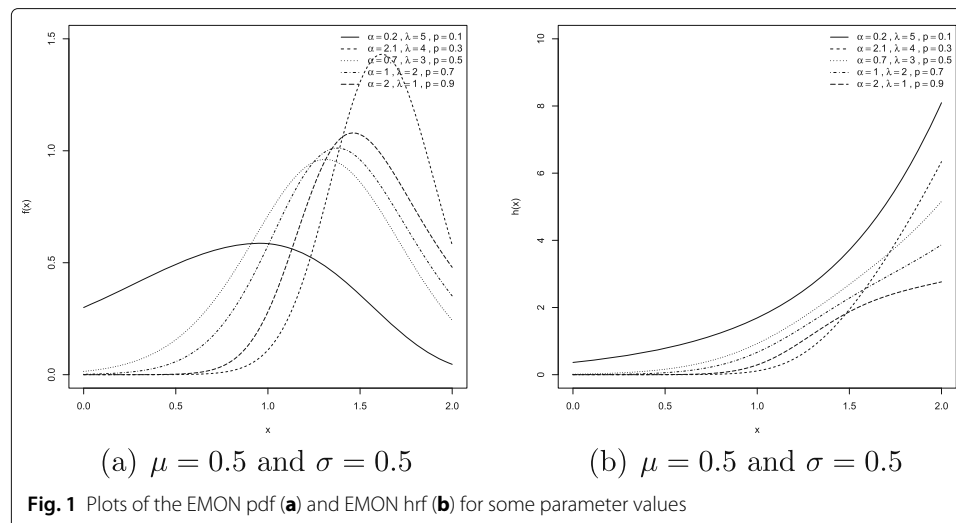 α=0.2 , λ=5 , p=0.1
α=2.1, λ=4 , p=0.3
α=0.7 , λ=3 , p=0.5
α=1 , λ=2 , p=0.7
α=2 , λ=1 , p=0.9
1.5
1.0
0.5
0.0
f(x)
0.0 0.5 1.0 1.5 2.0
x
(a) μ = 0.5 and σ = 0.5
α=0.2 , λ=5 , p=0.1
α=2.1, λ=4 , p=0.3
α=0.7 , λ=3 , p=0.5
α=1 , λ=2 , p=0.7
α=2 , λ=1 , p=0.9
10
8
6
4
2
0
h(x)
0.0 0.5 1.0 1.5 2.0
x
(b) μ = 0.5 and σ = 0.5
Fig. 1 Plots of the EMON pdf (a) and EMON hrf (b) for some parameter values